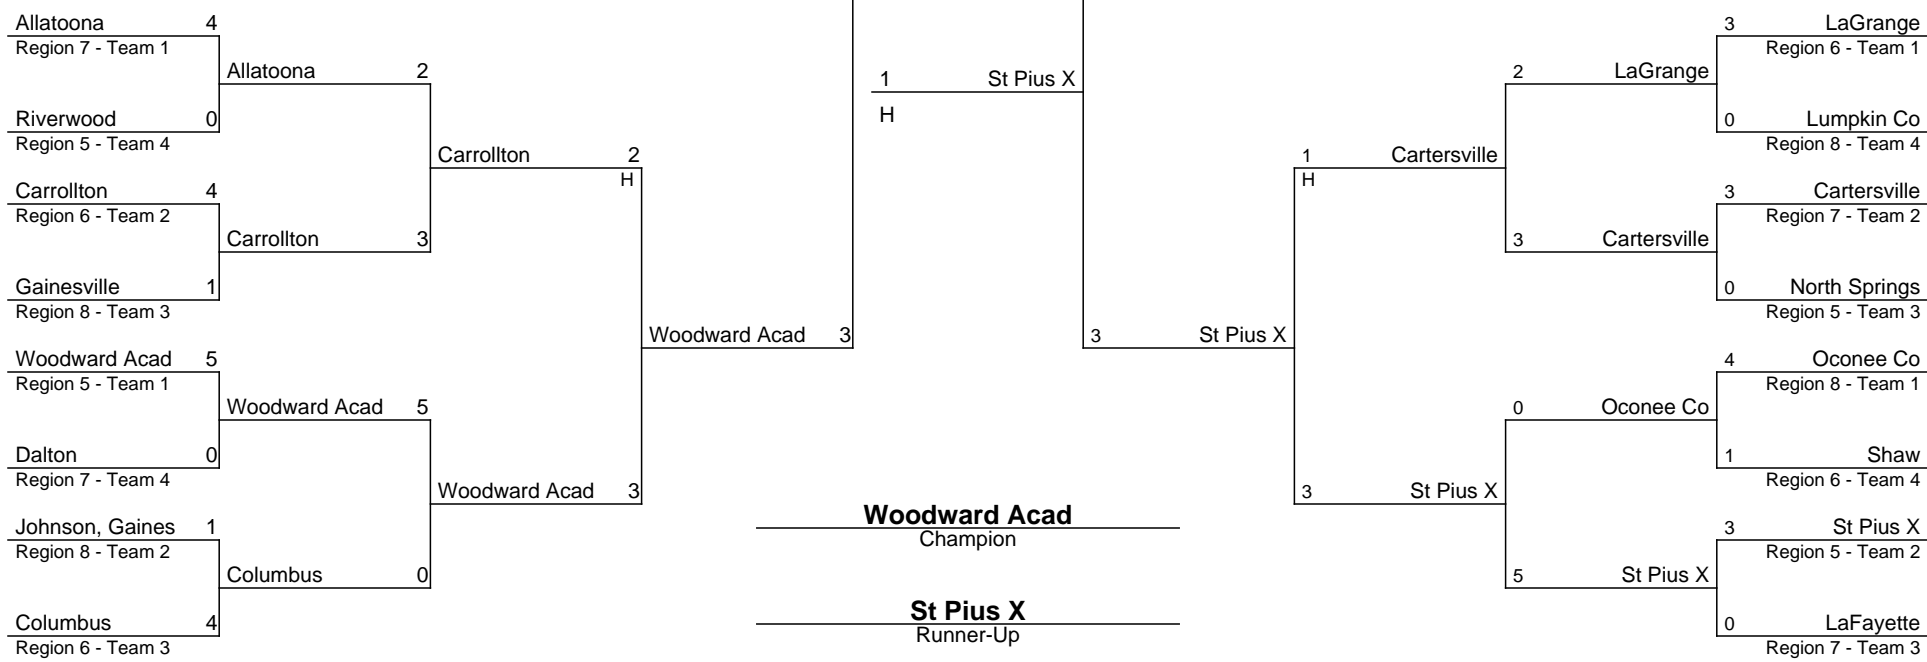 Allatoona 4
Region 7 - Team 1
Allatoona 2
Riverwood 0
Region 5 - Team 4
Carrollton 2
H
Carrollton 4
Region 6 - Team 2
Carrollton 3
Gainesville 1
Region 8 - Team 3
Woodward Acad 3
Woodward Acad 5
Region 5 - Team 1
Woodward Acad 5
Dalton 0
Region 7 - Team 4
Woodward Acad 3
Johnson, Gaines 1
Region 8 - Team 2
Columbus 0
Columbus 4
Region 6 - Team 3
1 St Pius X
H
Woodward Acad
Champion
St Pius X
Runner-Up
3 LaGrange
Region 6 - Team 1
2 LaGrange
0 Lumpkin Co
Region 8 - Team 4
1 Cartersville
H
3 Cartersville
Region 7 - Team 2
3 Cartersville
0 North Springs
Region 5 - Team 3
3 St Pius X
4 Oconee Co
Region 8 - Team 1
0 Oconee Co
1 Shaw
Region 6 - Team 4
3 St Pius X
3 St Pius X
Region 5 - Team 2
5 St Pius X
0 LaFayette
Region 7 - Team 3